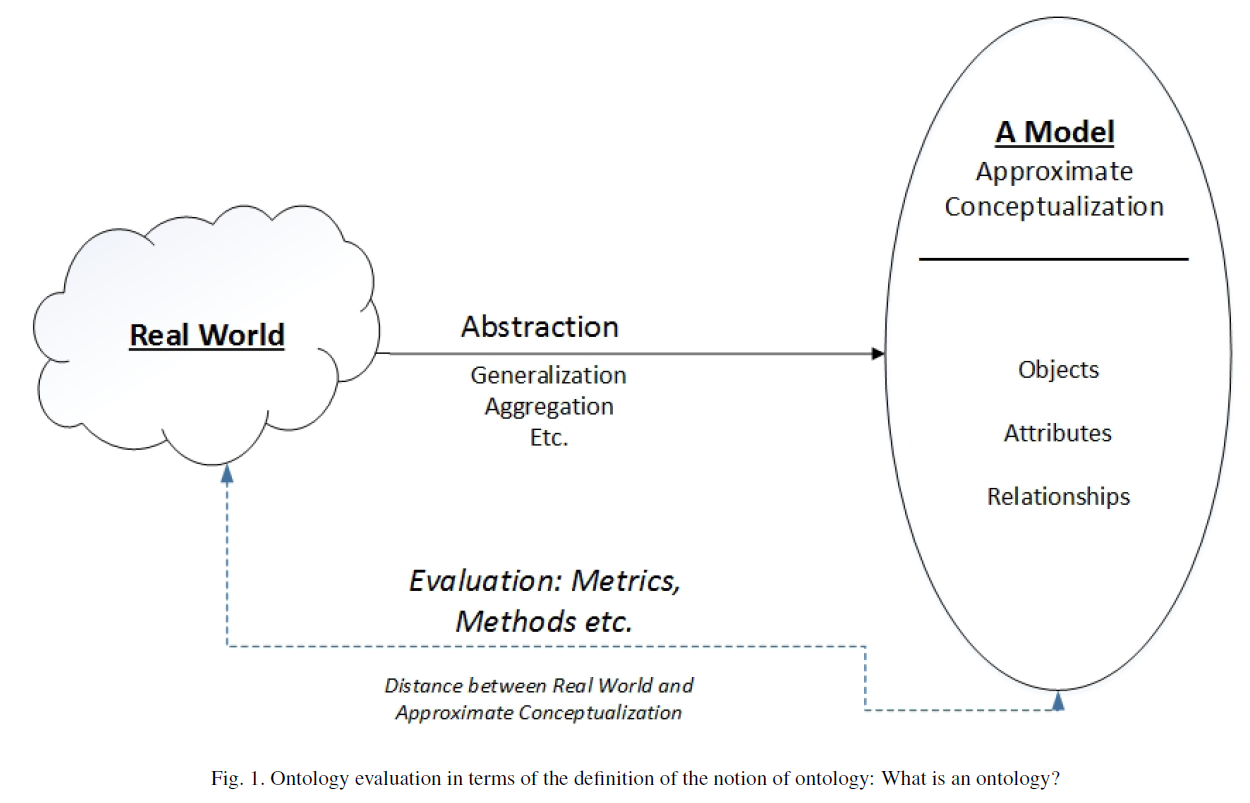 A Model
Approximate
Conceptualization
Real World
Abstraction
Generalization
Aggregation
Etc.
Objects
Attributes
Relationships
Evaluation: Metrics,
Methods etc.
Distance between Real World and
Approximate Conceptualization
Fig. 1. Ontology evaluation in terms of the definition of the notion of ontology: What is an ontology?